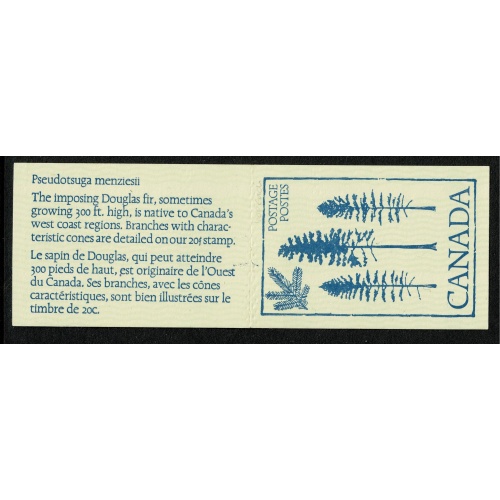 Pseudotsuga menziesii
The imposing Douglas fir, sometimes
growing 300 ft. high, is native to Canada's
west coast regions. Branches with charac-
teristic cones are detailed on our 20¢ stamp.
Le sapin de Douglas, qui peut atteindre
300 pieds de haut, est originaire de l'Ouest
du Canada. Ses branches, avec les cônes
caractéristiques, sont bien illustrées sur le
timbre de 20c.
POSTAGE
POSTES
CANADA